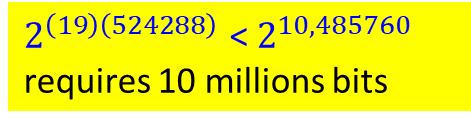 2^{(19)(524288)} < 2^{10,485760}
requires 10 millions bits